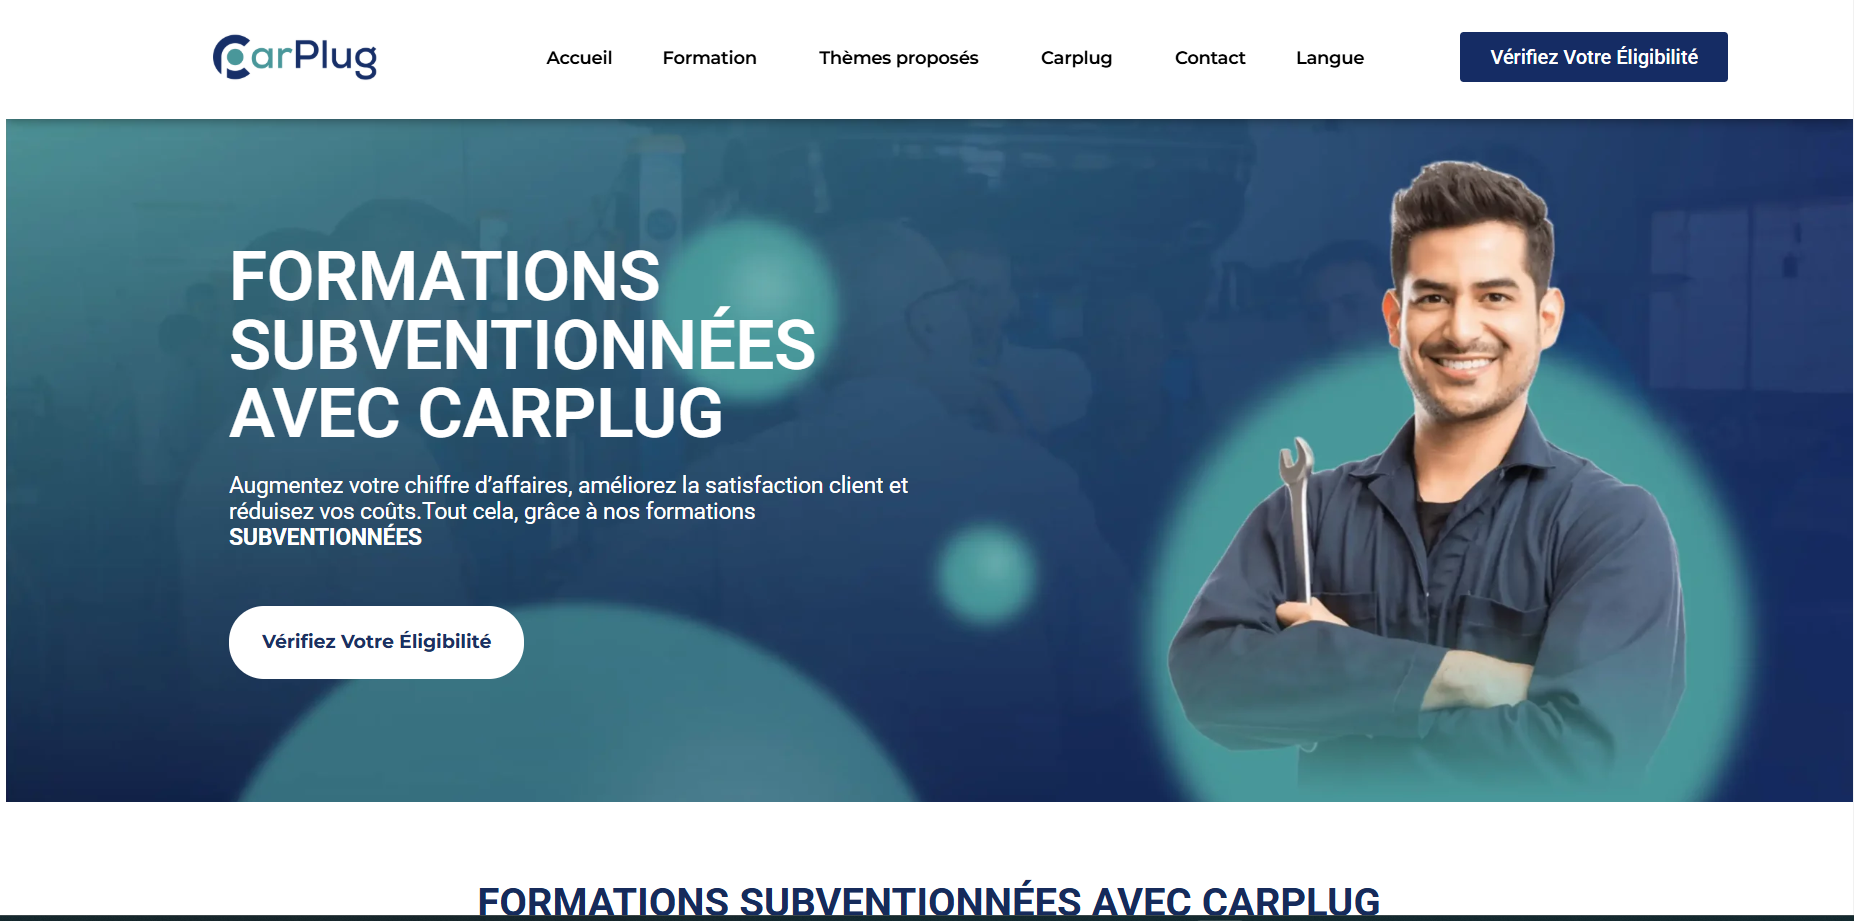 CarPlug
Accueil
Formation
Thèmes proposés
Carplug
Contact
Langue
Vérifiez Votre Éligibilité
FORMATIONS
SUBVENTIONNÉES
AVEC CARPLUG
Augmentez votre chiffre d’affaires, améliorez la satisfaction client et
réduisez vos coûts.Tout cela, grâce à nos formations
SUBVENTIONNÉES
Vérifiez Votre Éligibilité
FORMATIONS SUBVENTIONNÉES AVEC CARPLUG